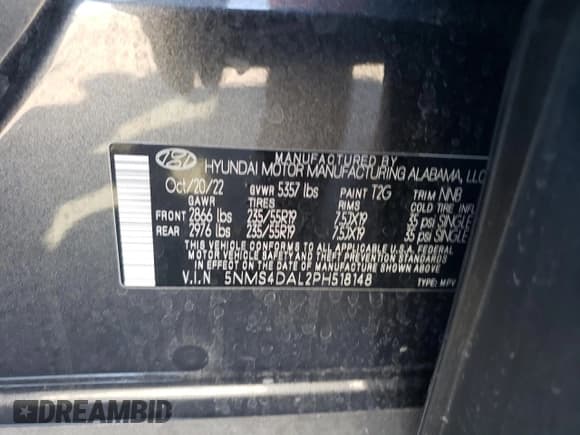 MANUFACTURED BY
HYUNDAI MOTOR MANUFACTURING ALABAMA, LLC
Oct/20/22 GVWR 5357 lbs PAINT T2G TRIM NNB
GAWR TIRES RIMS COLD INFL
FRONT 2866 lbs 235/55R19 7.5JX19 35 psi SINGLE
REAR 2976 lbs 235/55R19 7.5JX19 35 psi SINGLE
THIS VEHICLE CONFORMS TO ALL APPLICABLE U.S. FEDERAL
MOTOR VEHICLE SAFETY AND THEFT PREVENTION STANDARDS
IN EFFECT ON THE DATE OF MANUFACTURE SHOWN ABOVE.
V.I.N 5NMS4DAL2PH518148 TYPE: MPV
DREAMBID